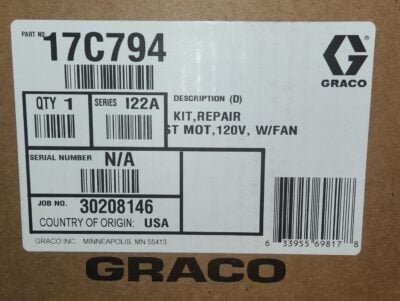 PART NO. 17C794
GRACO
QTY 1
SERIES I22A
DESCRIPTION (D)
KIT,REPAIR
ST MOT,120V, W/FAN
SERIAL NUMBER N/A
JOB NO. 30208146
COUNTRY OF ORIGIN: USA
GRACO INC. MINNEAPOLIS, MN 55413
6 33955 69817 8
GRACO